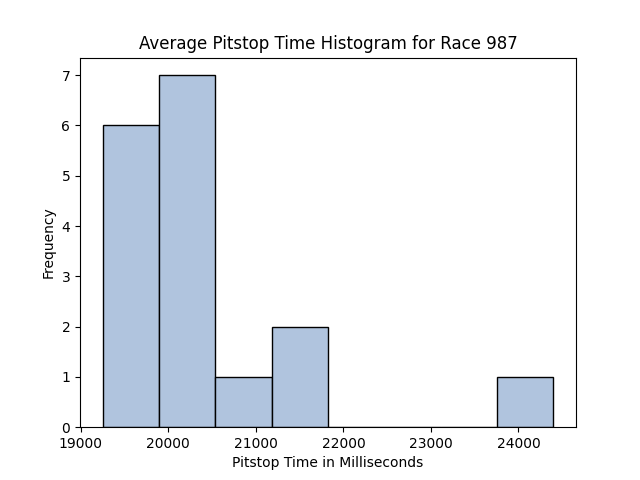 Average Pitstop Time Histogram for Race 987
7
6
5
4
3
2
1
0
Frequency
19000 20000 21000 22000 23000 24000
Pitstop Time in Milliseconds